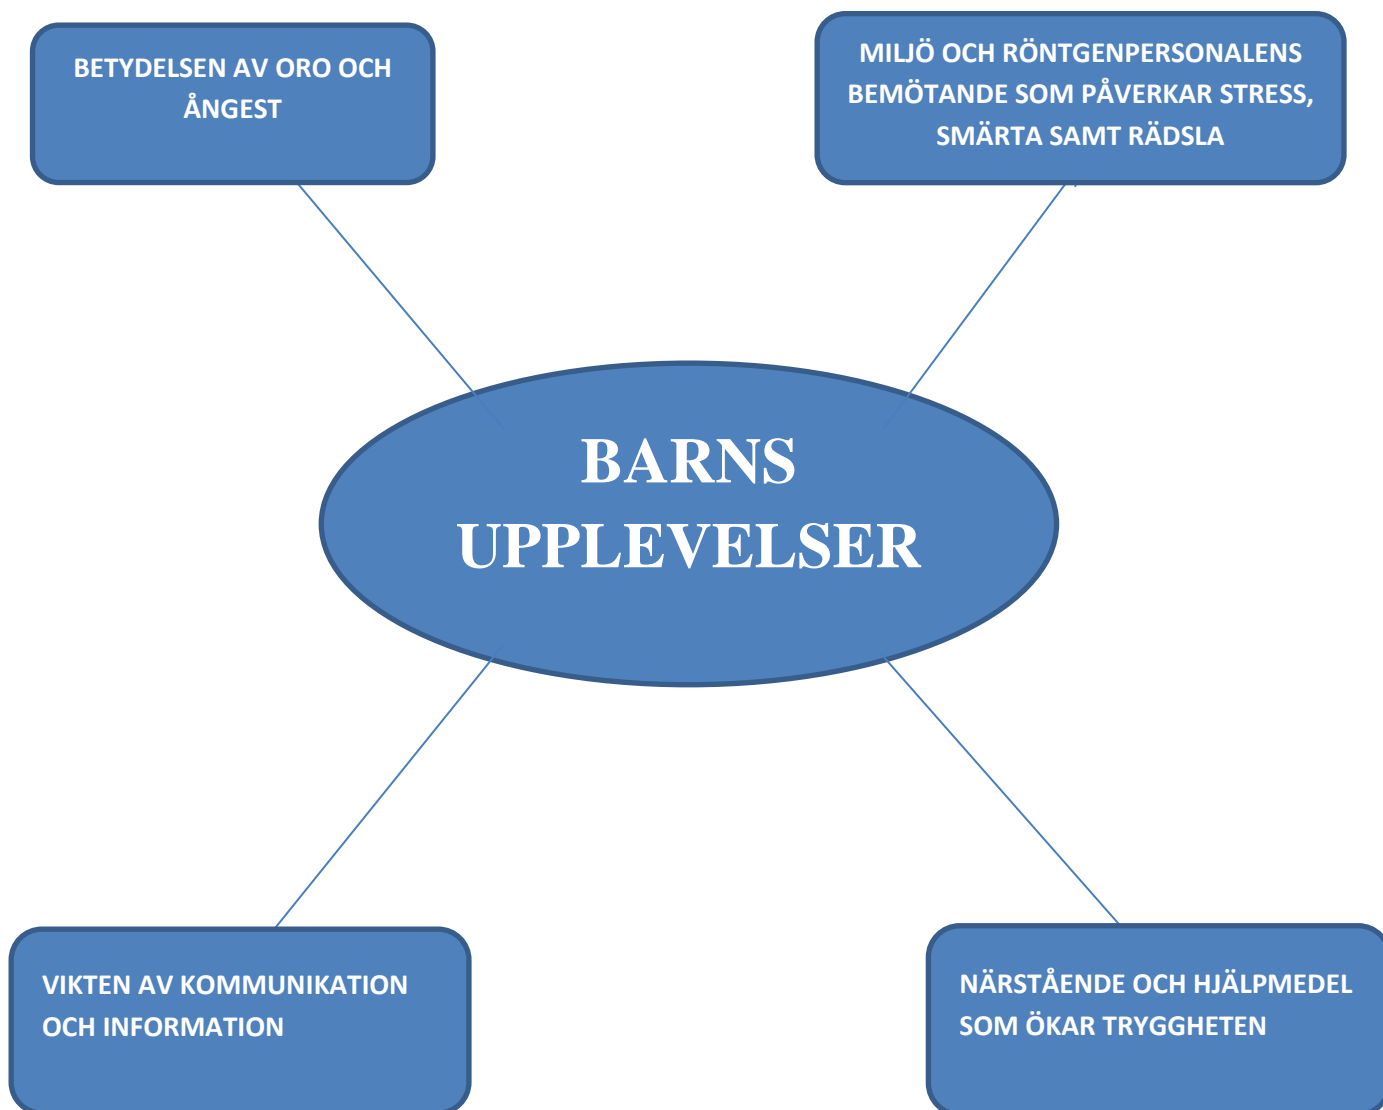 BETYDELSEN AV ORO OCH
ÅNGEST
MILJÖ OCH RÖNTGENPERSONALENS
BEMÖTANDE SOM PÅVERKAR STRESS,
SMÄRTA SAMT RÄDSLA
BARNS
UPPLEVELSER
VIKTEN AV KOMMUNIKATION
OCH INFORMATION
NÄRSTÅENDE OCH HJÄLPMEDEL
SOM ÖKAR TRYGGHETEN